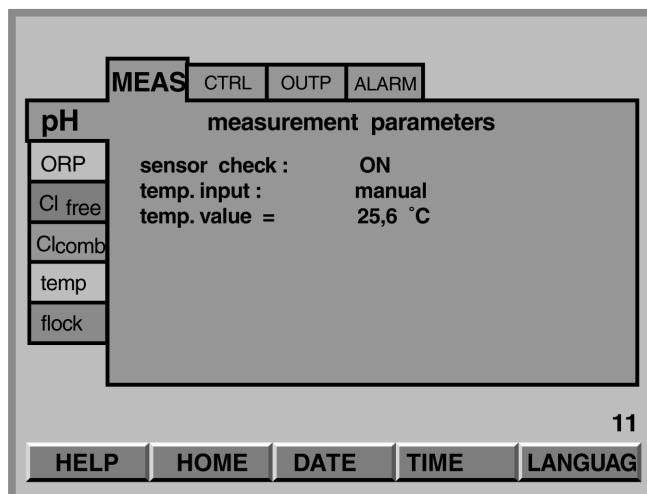 MEAS CTRL OUTP ALARM
pH measurement parameters
ORP sensor check : ON
temp. input : manual
Cl free
temp. value = 25,6 °C
Clcomb
temp
flock
11
HELP HOME DATE TIME LANGUAG